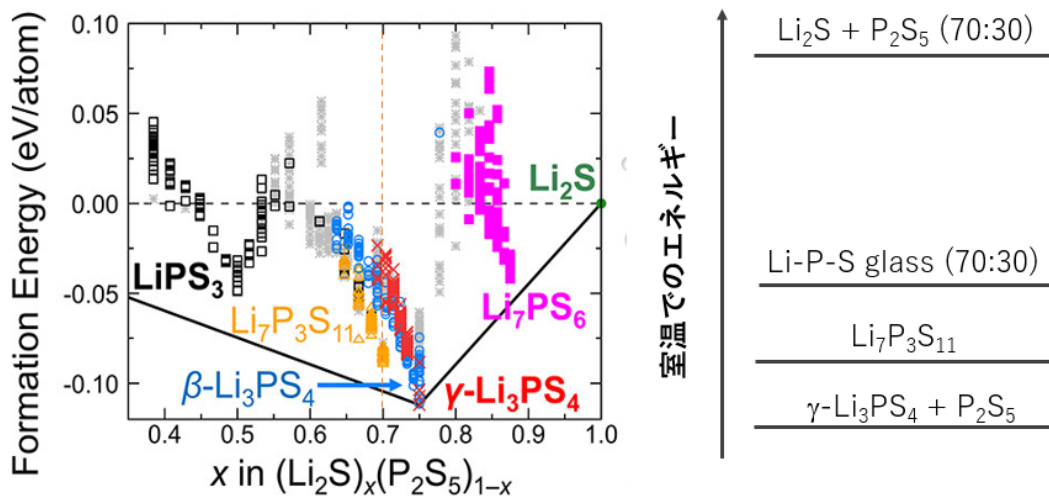 Formation Energy (eV/atom)
0.10
0.05
0.00
-0.05
-0.10
LiPS₃
Li₇P₃S₁₁
β-Li₃PS₄
γ-Li₃PS₄
Li₇PS₆
Li₂S
0.4 0.5 0.6 0.7 0.8 0.9 1.0
x in (Li₂S)ₓ(P₂S₅)₁₋ₓ
室温でのエネルギー
Li₂S + P₂S₅ (70:30)
Li-P-S glass (70:30)
Li₇P₃S₁₁
γ-Li₃PS₄ + P₂S₅